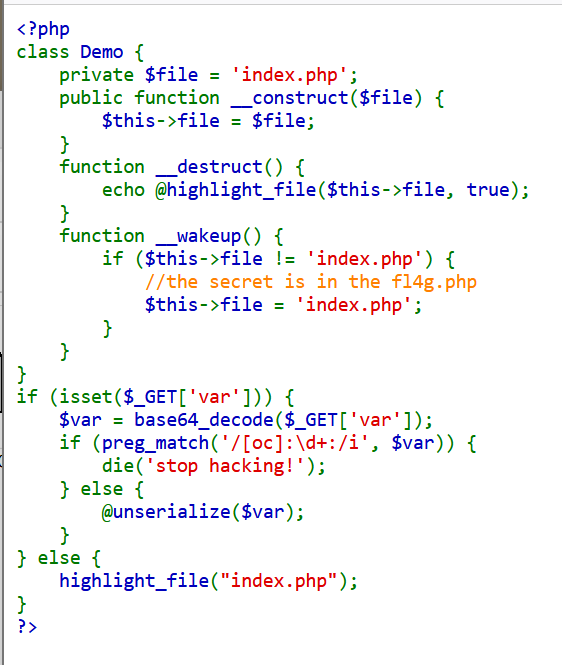 <?php
class Demo {
    private $file = 'index.php';
    public function __construct($file) {
        $this->file = $file;
    }
    function __destruct() {
        echo @highlight_file($this->file, true);
    }
    function __wakeup() {
        if ($this->file != 'index.php') {
            //the secret is in the fl4g.php
            $this->file = 'index.php';
        }
    }
}
if (isset($_GET['var'])) {
    $var = base64_decode($_GET['var']);
    if (preg_match('/[oc]:\d+:/i', $var)) {
        die('stop hacking!');
    } else {
        @unserialize($var);
    }
} else {
    highlight_file("index.php");
}
?>